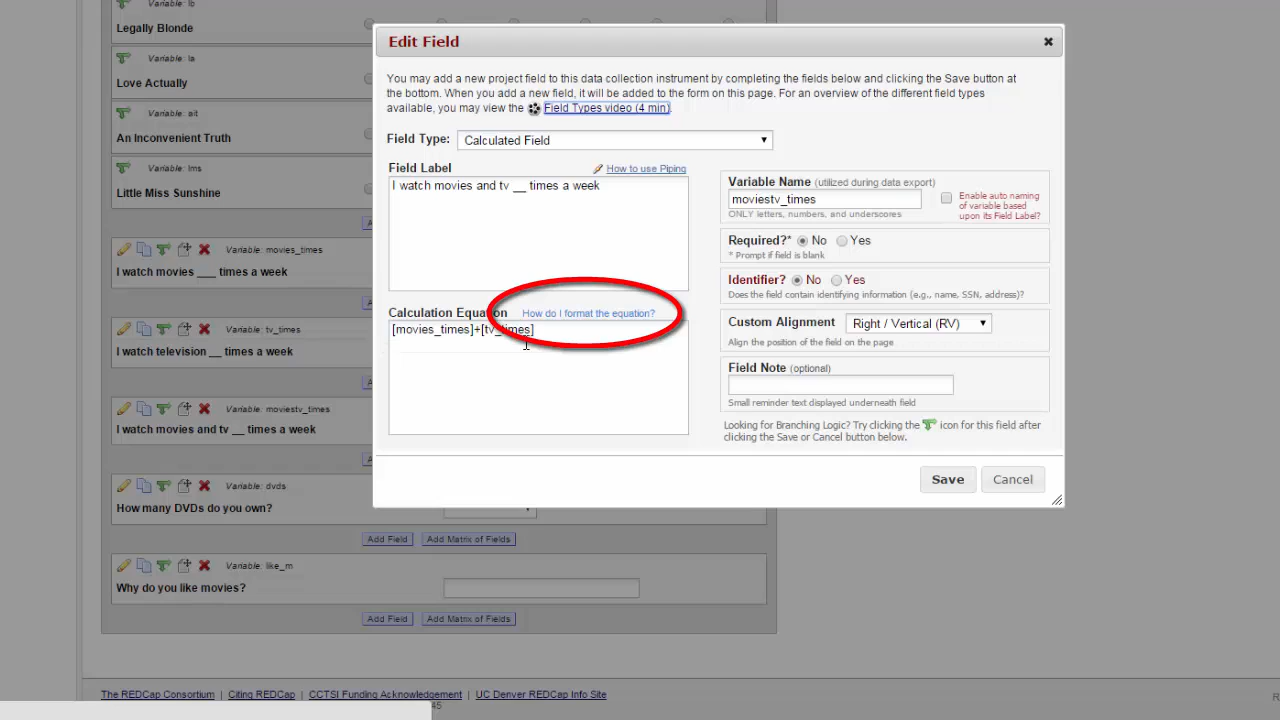 Variable: lb
Legally Blonde
Variable: la
Love Actually
Variable: ait
An Inconvenient Truth
Variable: lms
Little Miss Sunshine
A
Variable: movies_times
I watch movies ___ times a week
A
Variable: tv_times
I watch television __ times a week
A
Variable: moviestv_times
I watch movies and tv __ times a week
A
Variable: dvds
How many DVDs do you own?
Add Field
Add Matrix of Fields
Variable: like_m
Why do you like movies?
Add Field
Add Matrix of Fields
The REDCap Consortium | Citing REDCap | CCTSI Funding Acknowledgement | UC Denver REDCap Info Site
45
R
Edit Field
You may add a new project field to this data collection instrument by completing the fields below and clicking the Save button at
the bottom. When you add a new field, it will be added to the form on this page. For an overview of the different field types
available, you may view the Field Types video (4 min).
Field Type: Calculated Field
Field Label
How to use Piping
I watch movies and tv __ times a week
Calculation Equation
How do I format the equation?
[movies_times]+[tv_times]
Variable Name (utilized during data export)
moviestv_times
ONLY letters, numbers, and underscores
Enable auto naming
of variable based
upon its Field Label?
Required?* No Yes
* Prompt if field is blank
Identifier? No Yes
Does the field contain identifying information (e.g., name, SSN, address)?
Custom Alignment Right / Vertical (RV)
Align the position of the field on the page
Field Note (optional)
Small reminder text displayed underneath field
Looking for Branching Logic? Try clicking the icon for this field after
clicking the Save or Cancel button below.
Save
Cancel